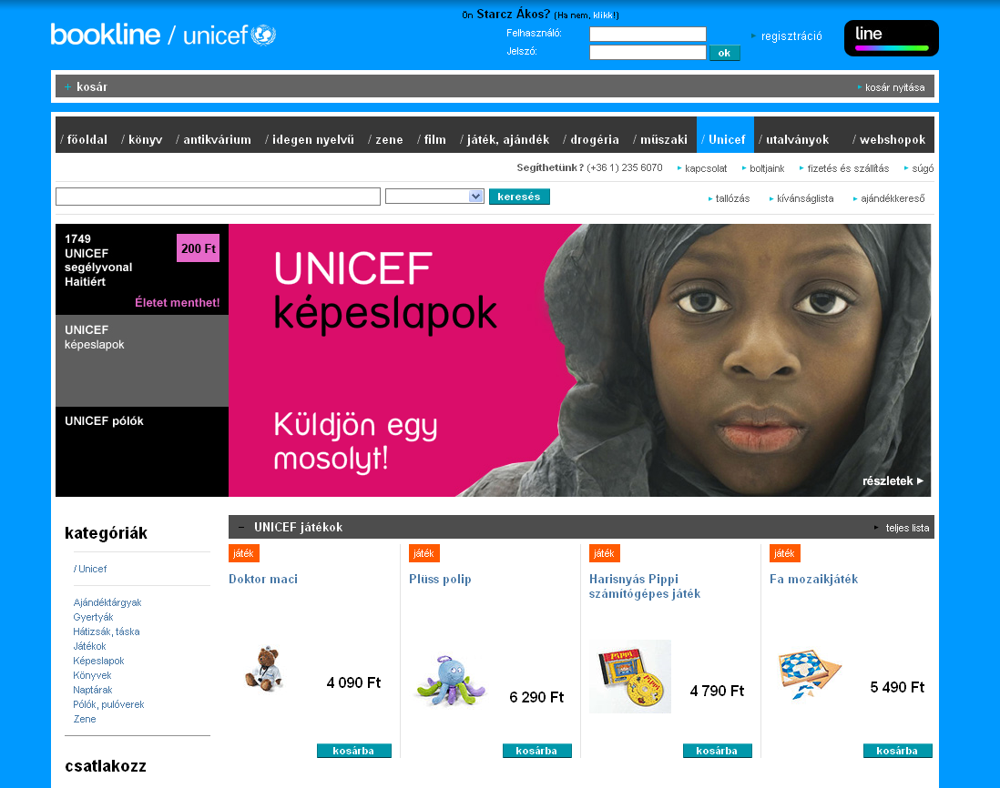 bookline / unicef
Ön Starcz Ákos? (Ha nem, klikk!)
Felhasználó:
Jelszó:
ok
regisztráció
line
+ kosár
kosár nyitása
/ főoldal / könyv / antikvárium / idegen nyelvű / zene / film / játék, ajándék / drogéria / műszaki / Unicef / utalványok / webshopok
Segíthetünk? (+36 1) 235 6070 kapcsolat boltjaink fizetés és szállítás súgó
keresés
tallózás kívánságlista ajándékkereső
1749
UNICEF
segélyvonal
Haitiért
200 Ft
Életet menthet!
UNICEF
képeslapok
UNICEF pólók
UNICEF
képeslapok
Küldjön egy
mosolyt!
részletek
kategóriák
/ Unicef
Ajándéktárgyak
Gyertyák
Hátizsák, táska
Játékok
Képeslapok
Könyvek
Naptárak
Pólók, pulóverek
Zene
csatlakozz
– UNICEF játékok
teljes lista
játék
Doktor maci
4 090 Ft
kosárba
játék
Plüss polip
6 290 Ft
kosárba
játék
Harisnyás Pippi
számítógépes játék
PIPPI
Pippi
4 790 Ft
kosárba
játék
Fa mozaikjáték
5 490 Ft
kosárba